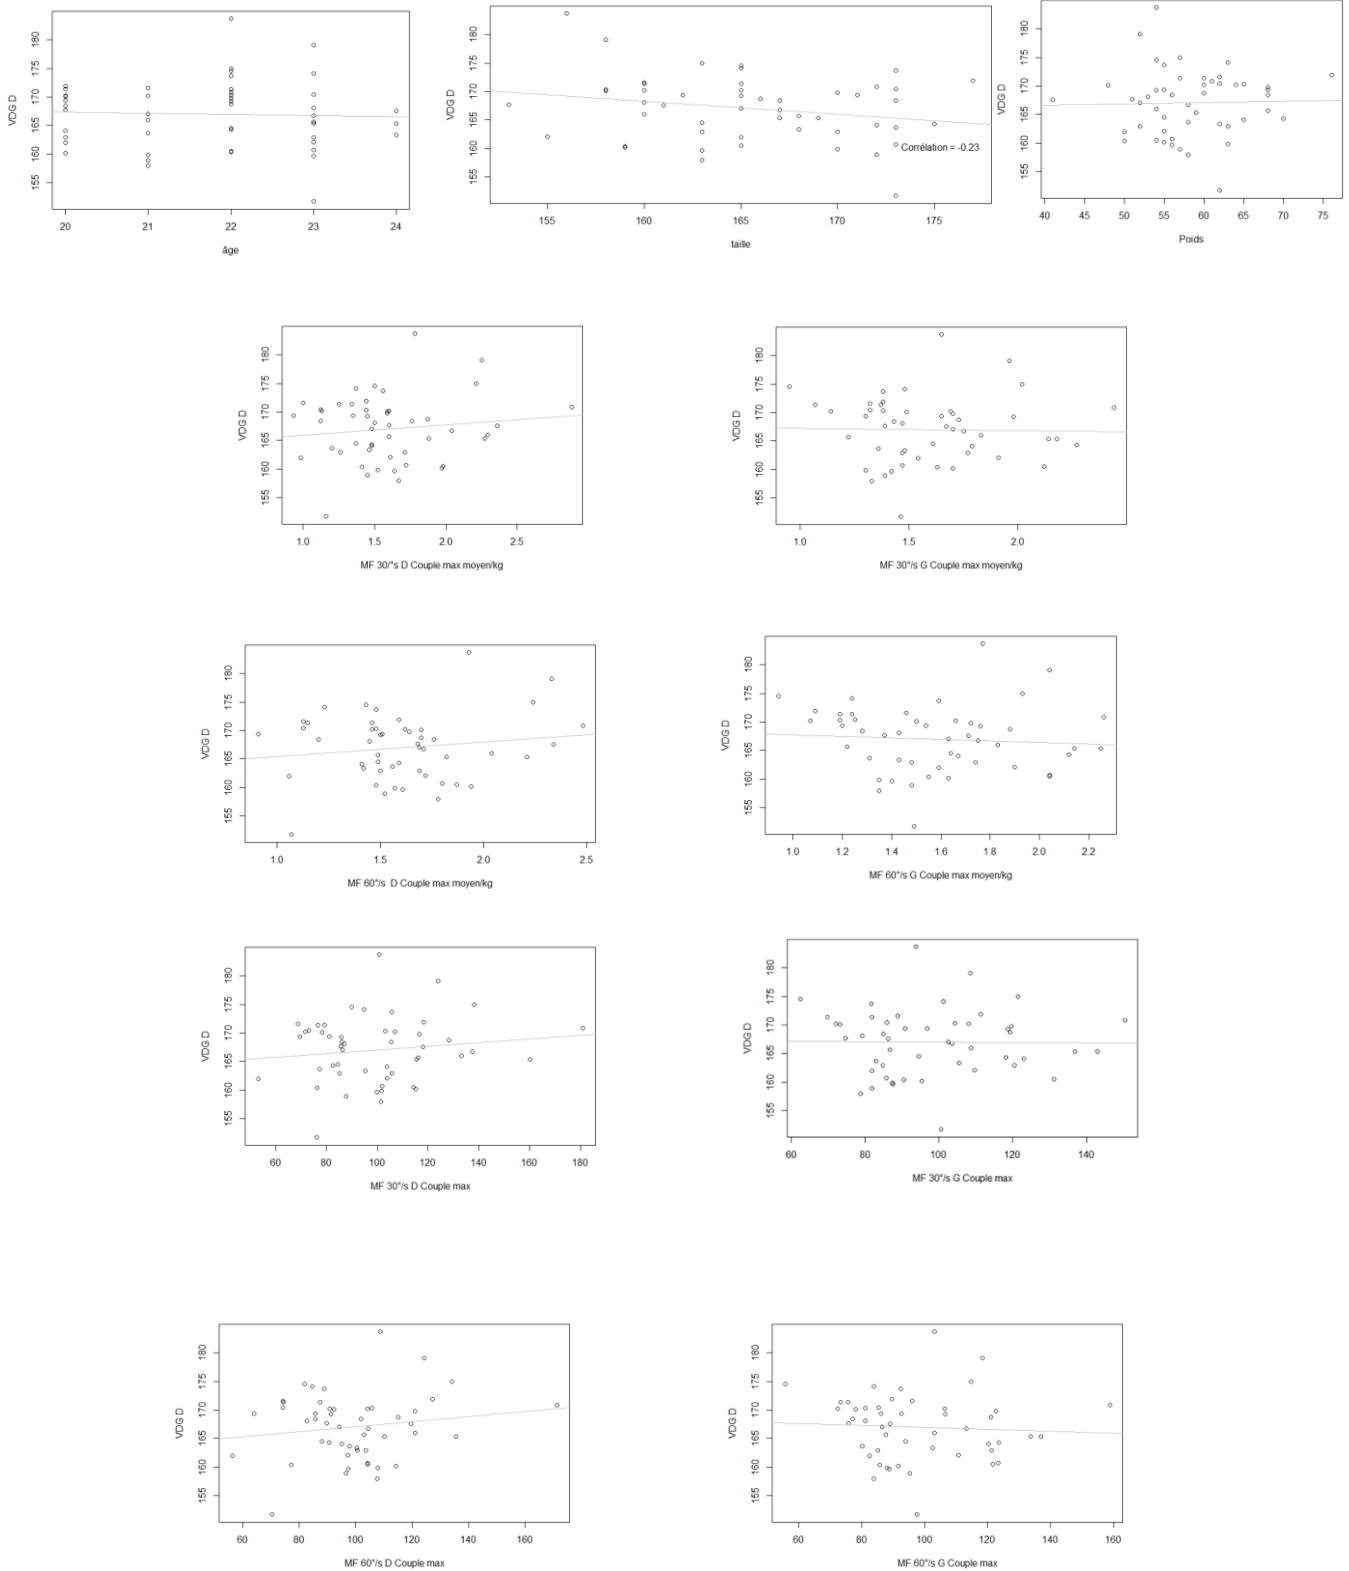 VDG D
155 160 165 170 175 180
20 21 22 23 24
âge
VDG D
155 160 165 170 175 180
Corrélation = -0.23
155 160 165 170 175
taille
VDG D
155 160 165 170 175 180
40 45 50 55 60 65 70 75
Poids
VDG D
155 160 165 170 175 180
1.0 1.5 2.0 2.5
MF 30/°s D Couple max moyen/kg
VDG D
155 160 165 170 175 180
1.0 1.5 2.0
MF 30°/s G Couple max moyen/kg
VDG D
155 160 165 170 175 180
1.0 1.5 2.0 2.5
MF 60°/s D Couple max moyen/kg
VDG D
155 160 165 170 175 180
1.0 1.2 1.4 1.6 1.8 2.0 2.2
MF 60°/s G Couple max moyen/kg
VDG D
155 160 165 170 175 180
60 80 100 120 140 160 180
MF 30°/s D Couple max
VDG D
155 160 165 170 175 180
60 80 100 120 140
MF 30°/s G Couple max
VDG D
155 160 165 170 175 180
60 80 100 120 140 160
MF 60°/s D Couple max
VDG D
155 160 165 170 175 180
60 80 100 120 140 160
MF 60°/s G Couple max